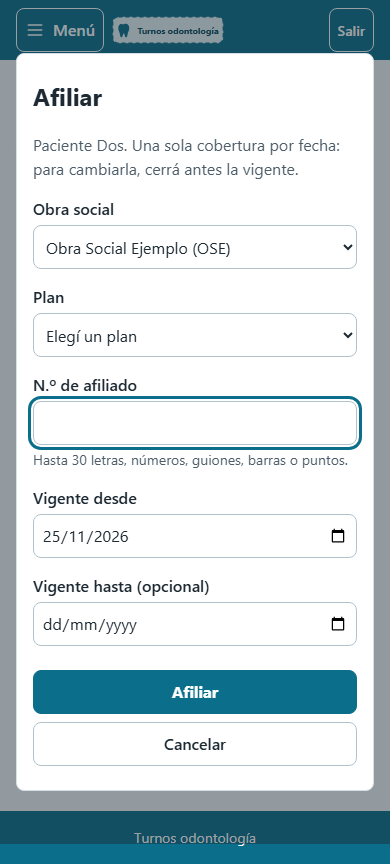 Menú
Turnos odontología
Salir
Afiliar
Paciente Dos. Una sola cobertura por fecha:
para cambiarla, cerrá antes la vigente.
Obra social
Obra Social Ejemplo (OSE)
Plan
Elegí un plan
N.º de afiliado
Hasta 30 letras, números, guiones, barras o puntos.
Vigente desde
25/11/2026
Vigente hasta (opcional)
dd/mm/yyyy
Afiliar
Cancelar
Turnos odontología